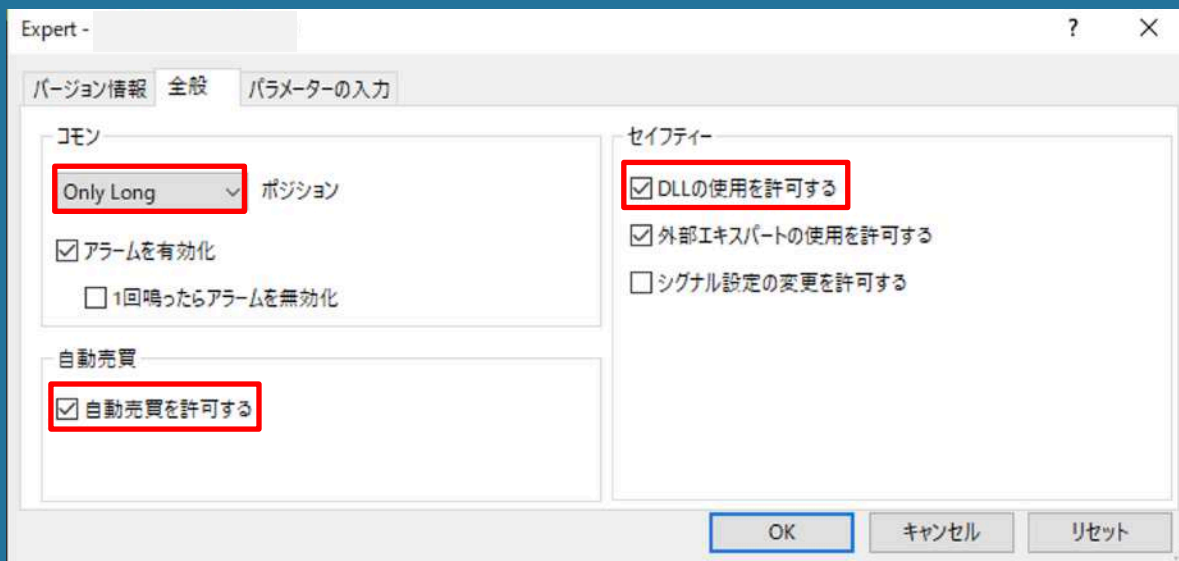 Expert -
バージョン情報 全般 パラメーターの入力
コモン
Only Long ポジション
アラームを有効化
1回鳴ったらアラームを無効化
自動売買
自動売買を許可する
セイフティー
DLLの使用を許可する
外部エキスパートの使用を許可する
シグナル設定の変更を許可する
OK キャンセル リセット